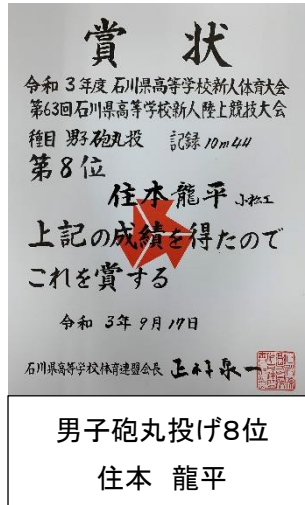 賞状
令和3年度 石川県高等学校新人体育大会
第63回石川県高等学校新人陸上競技大会
種目 男子砲丸投 記録 10m44
第8位
住本龍平 小松工
上記の成績を得たので
これを賞する
令和 3年9月17日
石川県高等学校体育連盟会長
男子砲丸投げ8位
住本 龍平